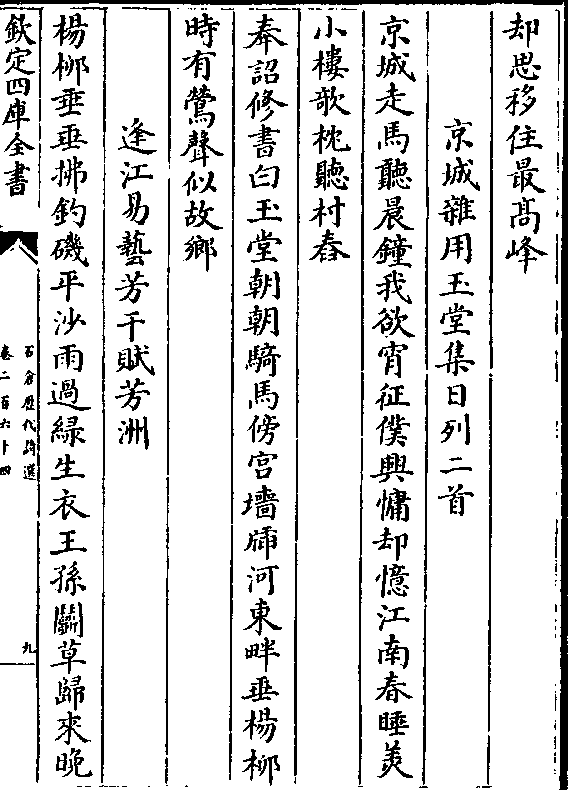 却思移住最髙峰
京城雜用玉堂集日列二首
京城走馬聽晨鐘我欲宵征僕興慵却憶江南春睡美
小樓欹枕聽村舂
奉詔修書白玉堂朝朝騎馬傍宫墻牐河東畔垂楊柳
時有鶯聲似故鄉
逢江易藝芳干賦芳洲
楊柳垂垂拂釣磯平沙雨過緑生衣王孫鬭草歸來晚
欽定四庫全書
石倉歷代詩選
卷二百六十四
九